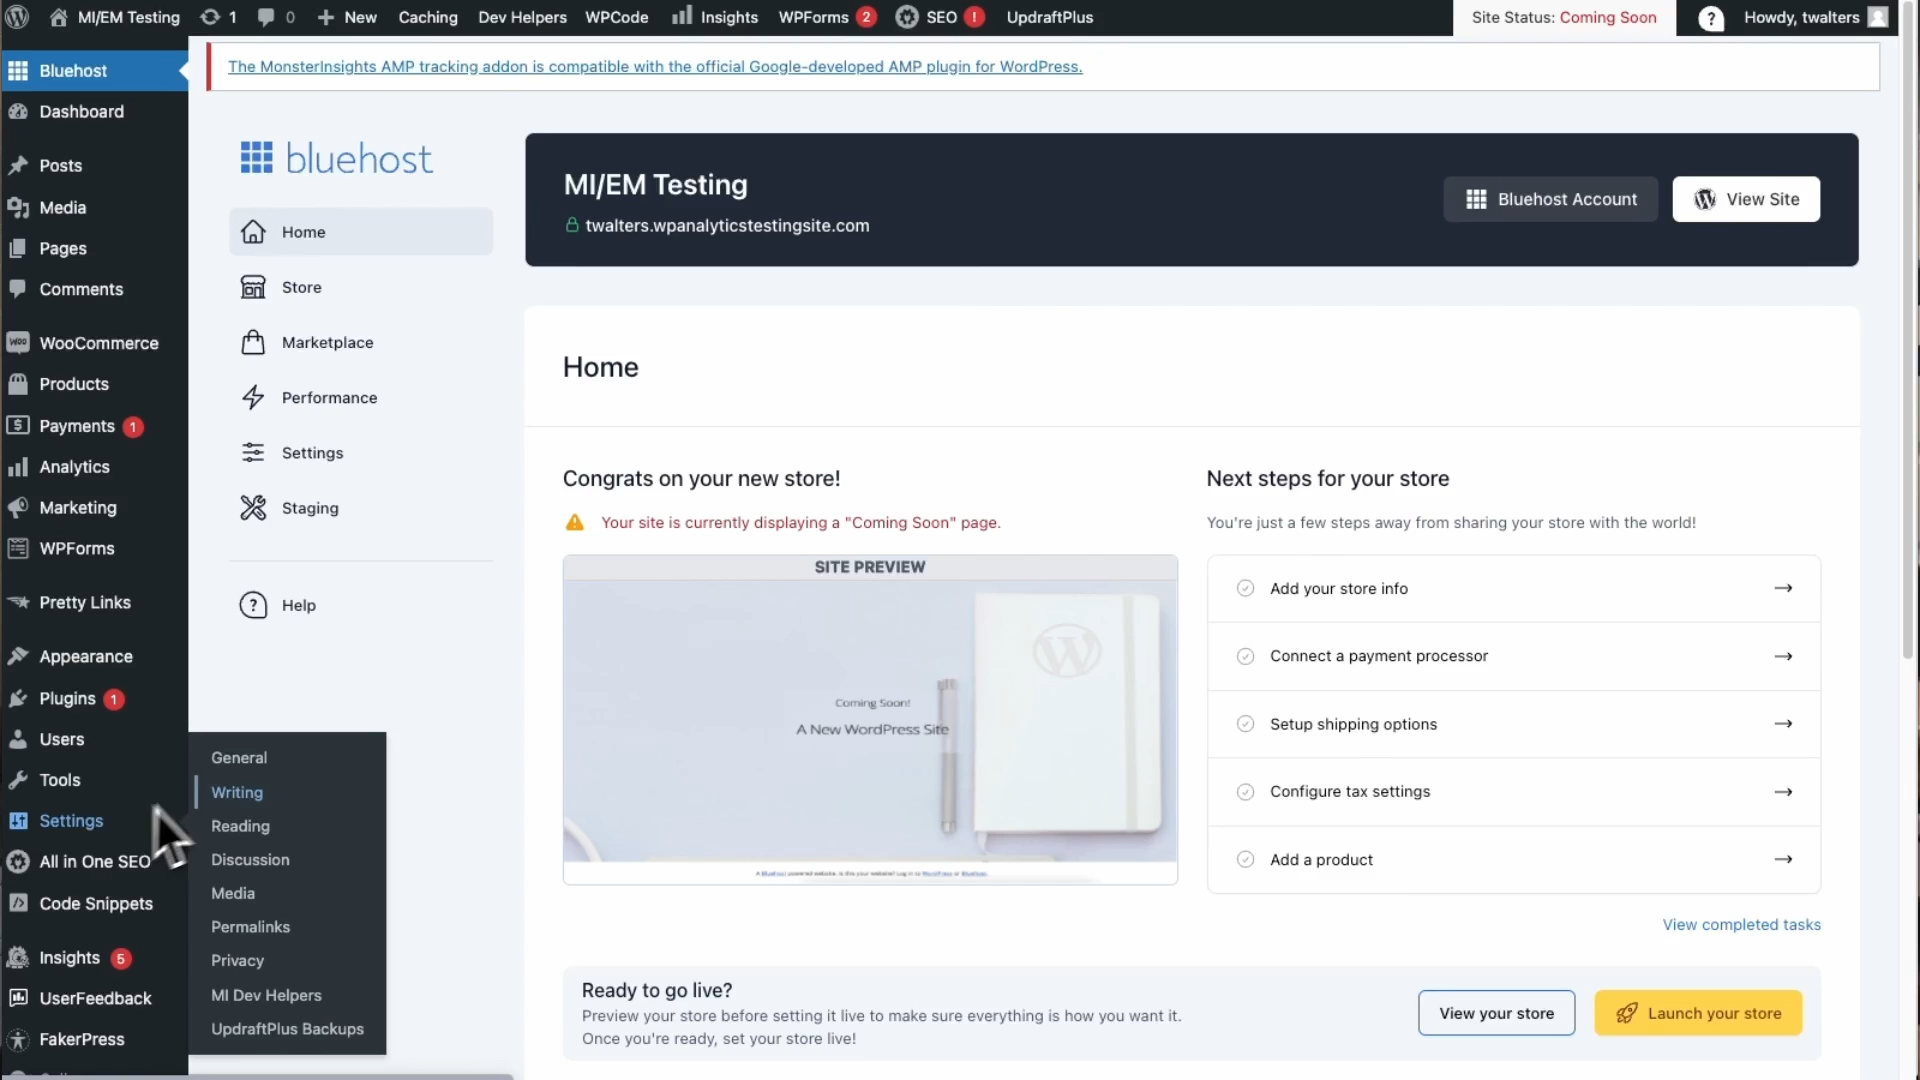 MI/EM Testing
1
0
New
Caching
Dev Helpers
WPCode
Insights
WPForms 2
SEO !
UpdraftPlus
Site Status: Coming Soon
?
Howdy, twalters
Bluehost
Dashboard
Posts
Media
Pages
Comments
WooCommerce
Products
Payments 1
Analytics
Marketing
WPForms
Pretty Links
Appearance
Plugins 1
Users
Tools
Settings
All in One SEO
Code Snippets
Insights 5
UserFeedback
FakerPress
General
Writing
Reading
Discussion
Media
Permalinks
Privacy
MI Dev Helpers
UpdraftPlus Backups
The MonsterInsights AMP tracking addon is compatible with the official Google-developed AMP plugin for WordPress.
bluehost
Home
Store
Marketplace
Performance
Settings
Staging
Help
MI/EM Testing
twalters.wpanalyticstestingsite.com
Bluehost Account
View Site
Home
Congrats on your new store!
Your site is currently displaying a "Coming Soon" page.
SITE PREVIEW
Coming Soon!
A New WordPress Site
Next steps for your store
You're just a few steps away from sharing your store with the world!
Add your store info
Connect a payment processor
Setup shipping options
Configure tax settings
Add a product
View completed tasks
Ready to go live?
Preview your store before setting it live to make sure everything is how you want it.
Once you're ready, set your store live!
View your store
Launch your store